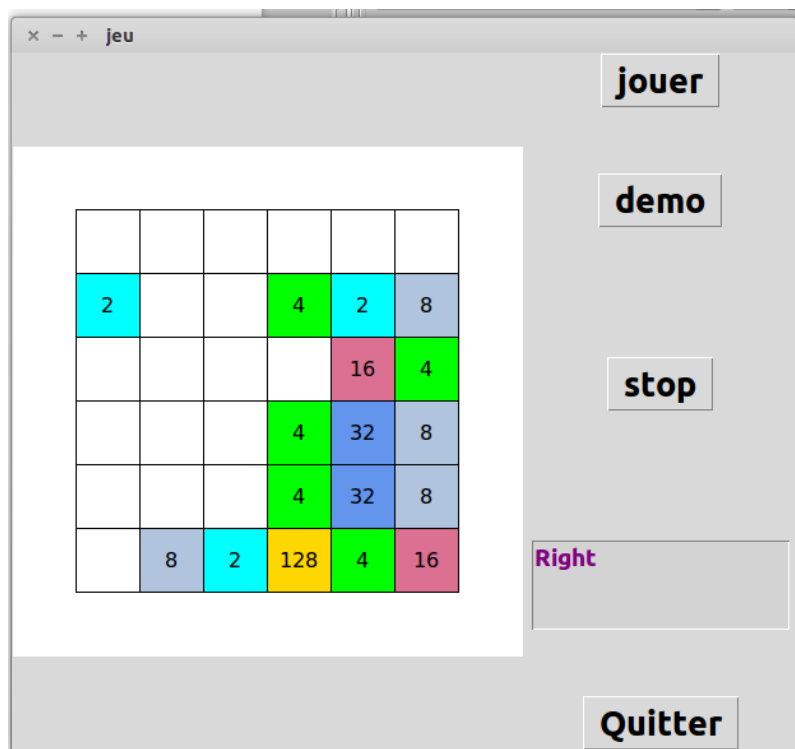 × − + jeu
jouer
demo
2 4 2 8
16 4
stop
4 32 8
4 32 8
8 2 128 4 16
Right
Quitter